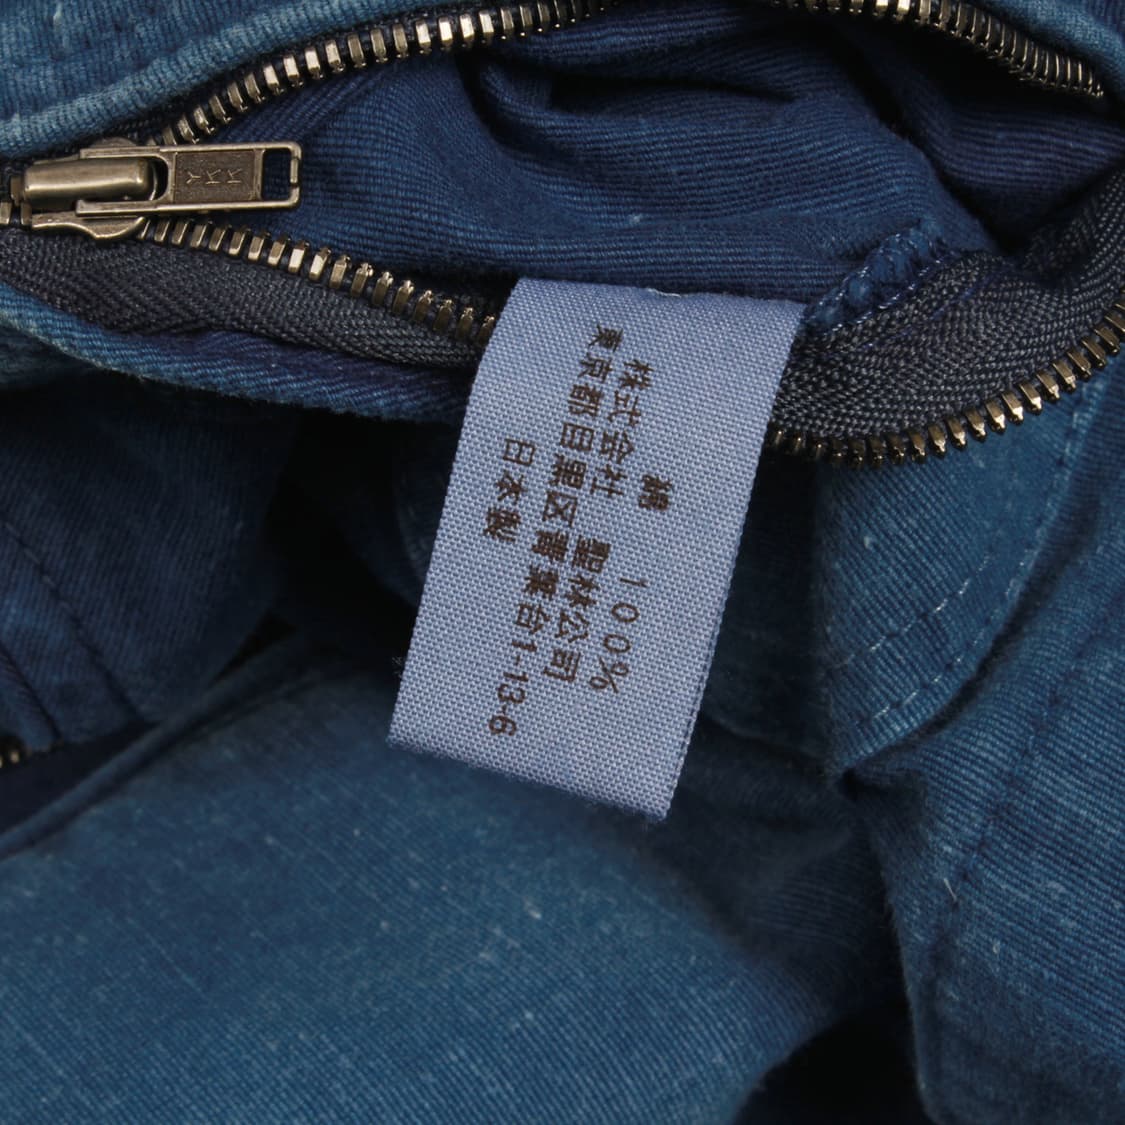 綿　100%
株式会社　聖林公司
東京都目黒区青葉台1-13-6
日本製
YKK